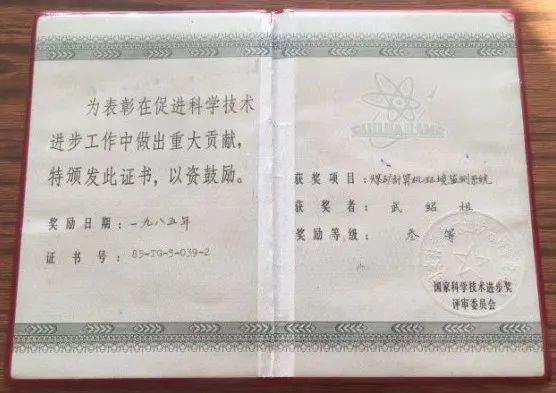 为表彰在促进科学技术
进步工作中做出重大贡献，
特颁发此证书，以资鼓励。
奖励日期：一九八五年
证书号：85-TG-3-039-2
获奖项目：煤矿计算机环境监测系统
获奖者：武绍祖
奖励等级：叁等
国家科学技术进步奖
评审委员会